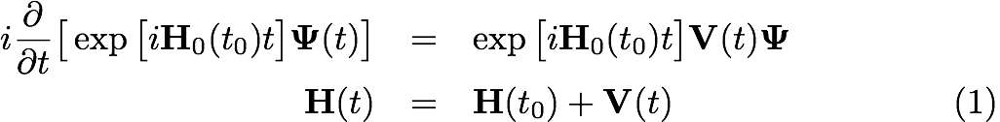 i ∂/∂t [ exp [iH₀(t₀)t] Ψ(t) ] = exp [iH₀(t₀)t] V(t)Ψ
H(t) = H(t₀) + V(t) (1)